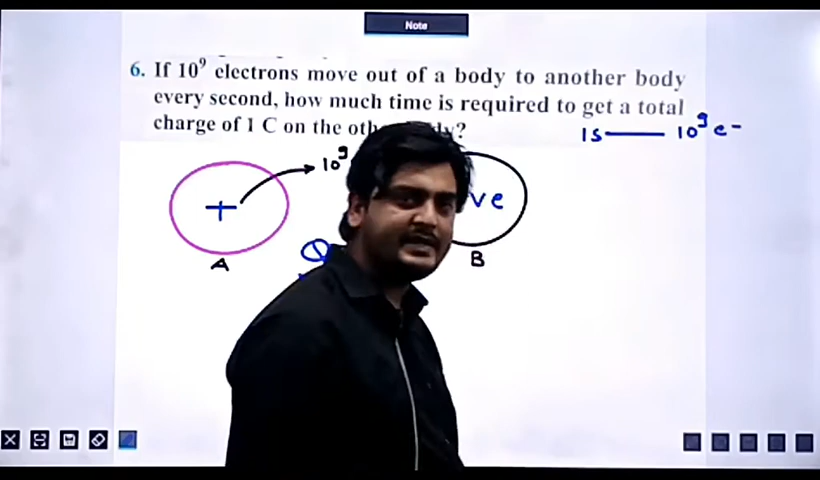 Note
6. If 10⁹ electrons move out of a body to another body
every second, how much time is required to get a total
charge of 1 C on the oth dy?
1s — 10⁹ e-
+
10⁹
ve
A
Q
B